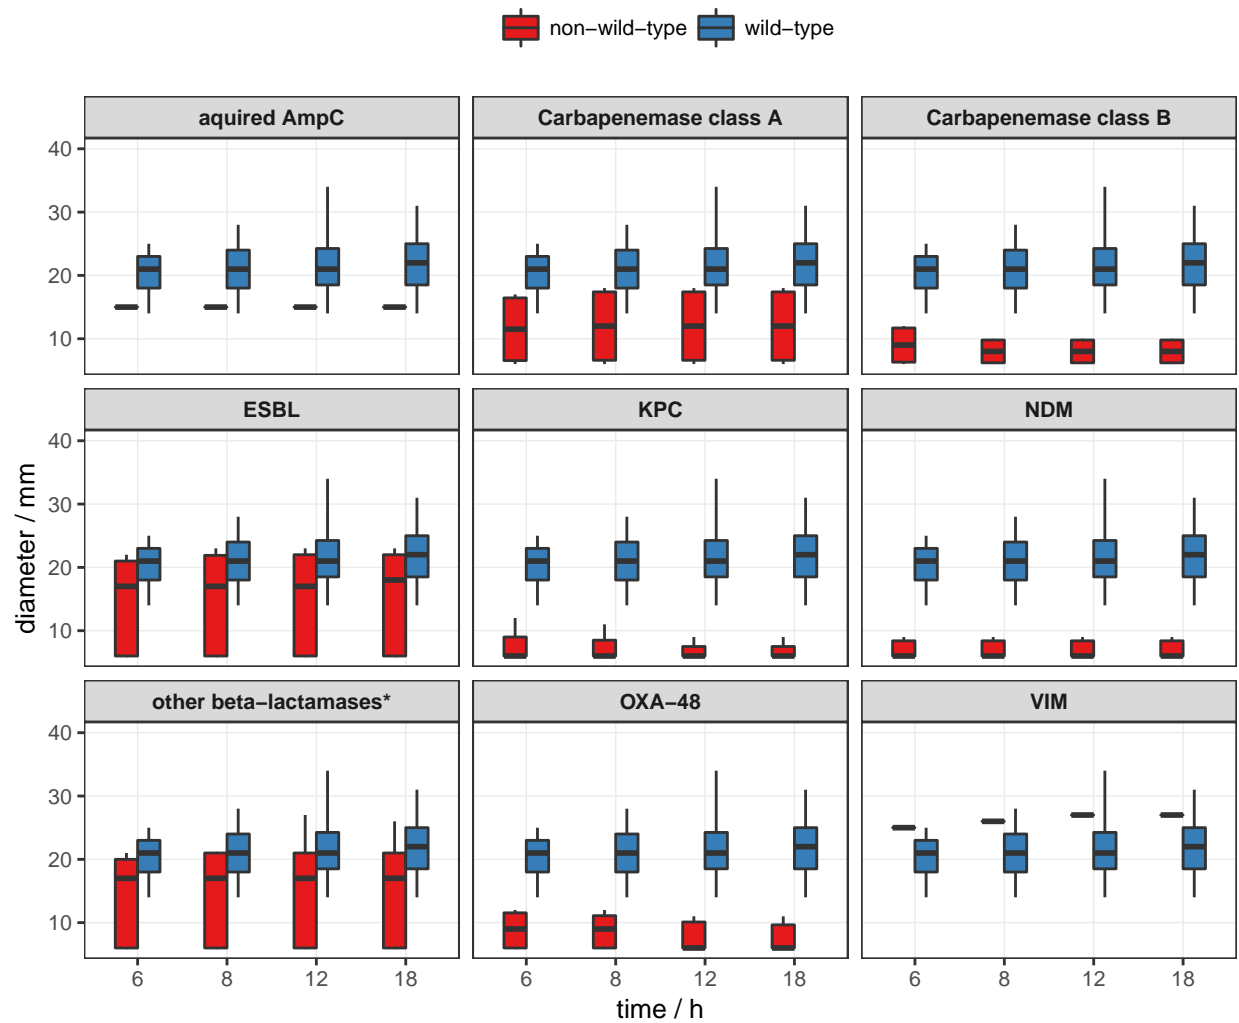 non−wild−type wild−type
aquired AmpC Carbapenemase class A Carbapenemase class B
40
30
20
10
ESBL KPC NDM
40
30
20
10
diameter / mm
other beta−lactamases* OXA−48 VIM
40
30
20
10
6 8 12 18 6 8 12 18 6 8 12 18
time / h